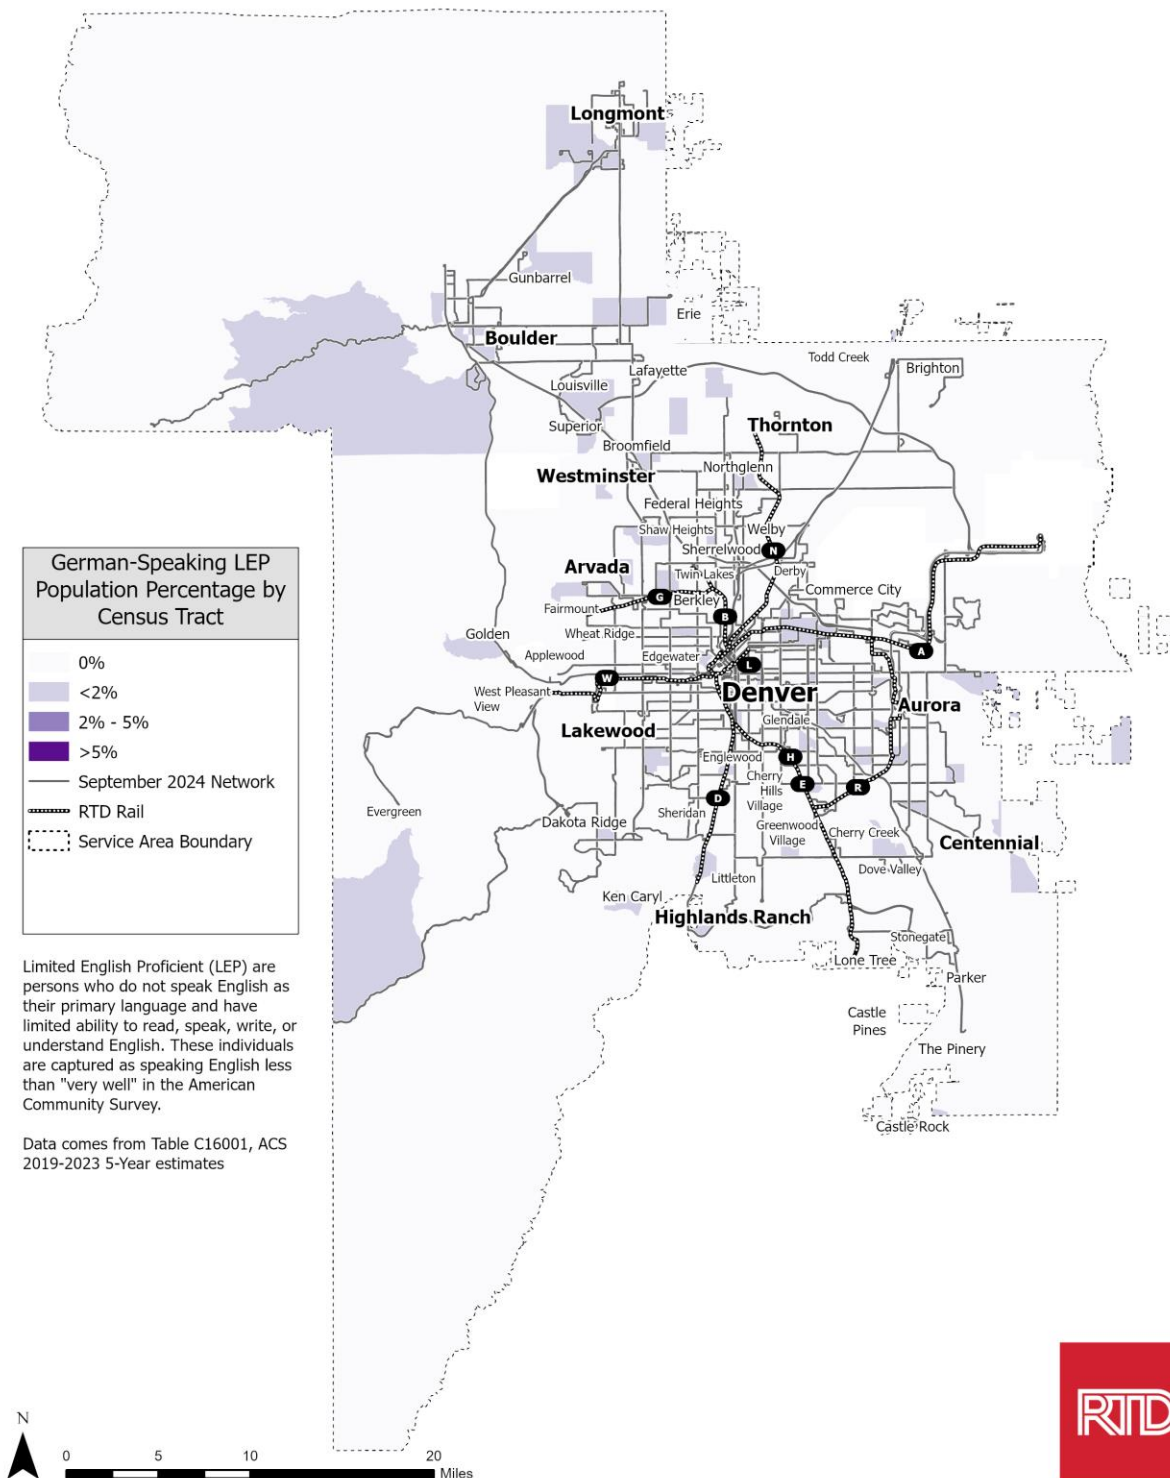 Longmont
Gunbarrel
Erie
Boulder
Todd Creek
Brighton
Lafayette
Louisville
Superior
Thornton
Broomfield
Northglenn
Westminster
Federal Heights
Shaw Heights
Welby
Sherrelwood
N
Arvada
Twin Lakes
Derby
Commerce City
G
Berkley
Fairmount
B
Golden
Wheat Ridge
A
Applewood
Edgewater
L
W
West Pleasant
View
Denver
Aurora
Glendale
Lakewood
Englewood
H
Cherry
Hills
Village
E
R
D
Evergreen
Dakota Ridge
Sheridan
Greenwood
Village
Cherry Creek
Centennial
Dove Valley
Littleton
Ken Caryl
Highlands Ranch
Stonegate
Lone Tree
Parker
Castle
Pines
The Pinery
Castle Rock
German-Speaking LEP
Population Percentage by
Census Tract
0%
<2%
2% - 5%
>5%
September 2024 Network
RTD Rail
Service Area Boundary
Limited English Proficient (LEP) are
persons who do not speak English as
their primary language and have
limited ability to read, speak, write, or
understand English. These individuals
are captured as speaking English less
than "very well" in the American
Community Survey.
Data comes from Table C16001, ACS
2019-2023 5-Year estimates
N
0 5 10 20
Miles
RTD